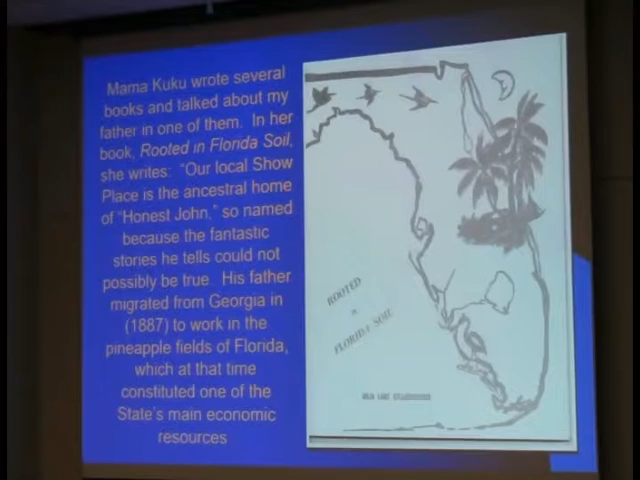 Mama Kuku wrote several
books and talked about my
father in one of them. In her
book, Rooted in Florida Soil,
she writes: "Our local Show
Place is the ancestral home
of "Honest John," so named
because the fantastic
stories he tells could not
possibly be true. His father
migrated from Georgia in
(1887) to work in the
pineapple fields of Florida,
which at that time
constituted one of the
State's main economic
resources
ROOTED
in
FLORIDA SOIL